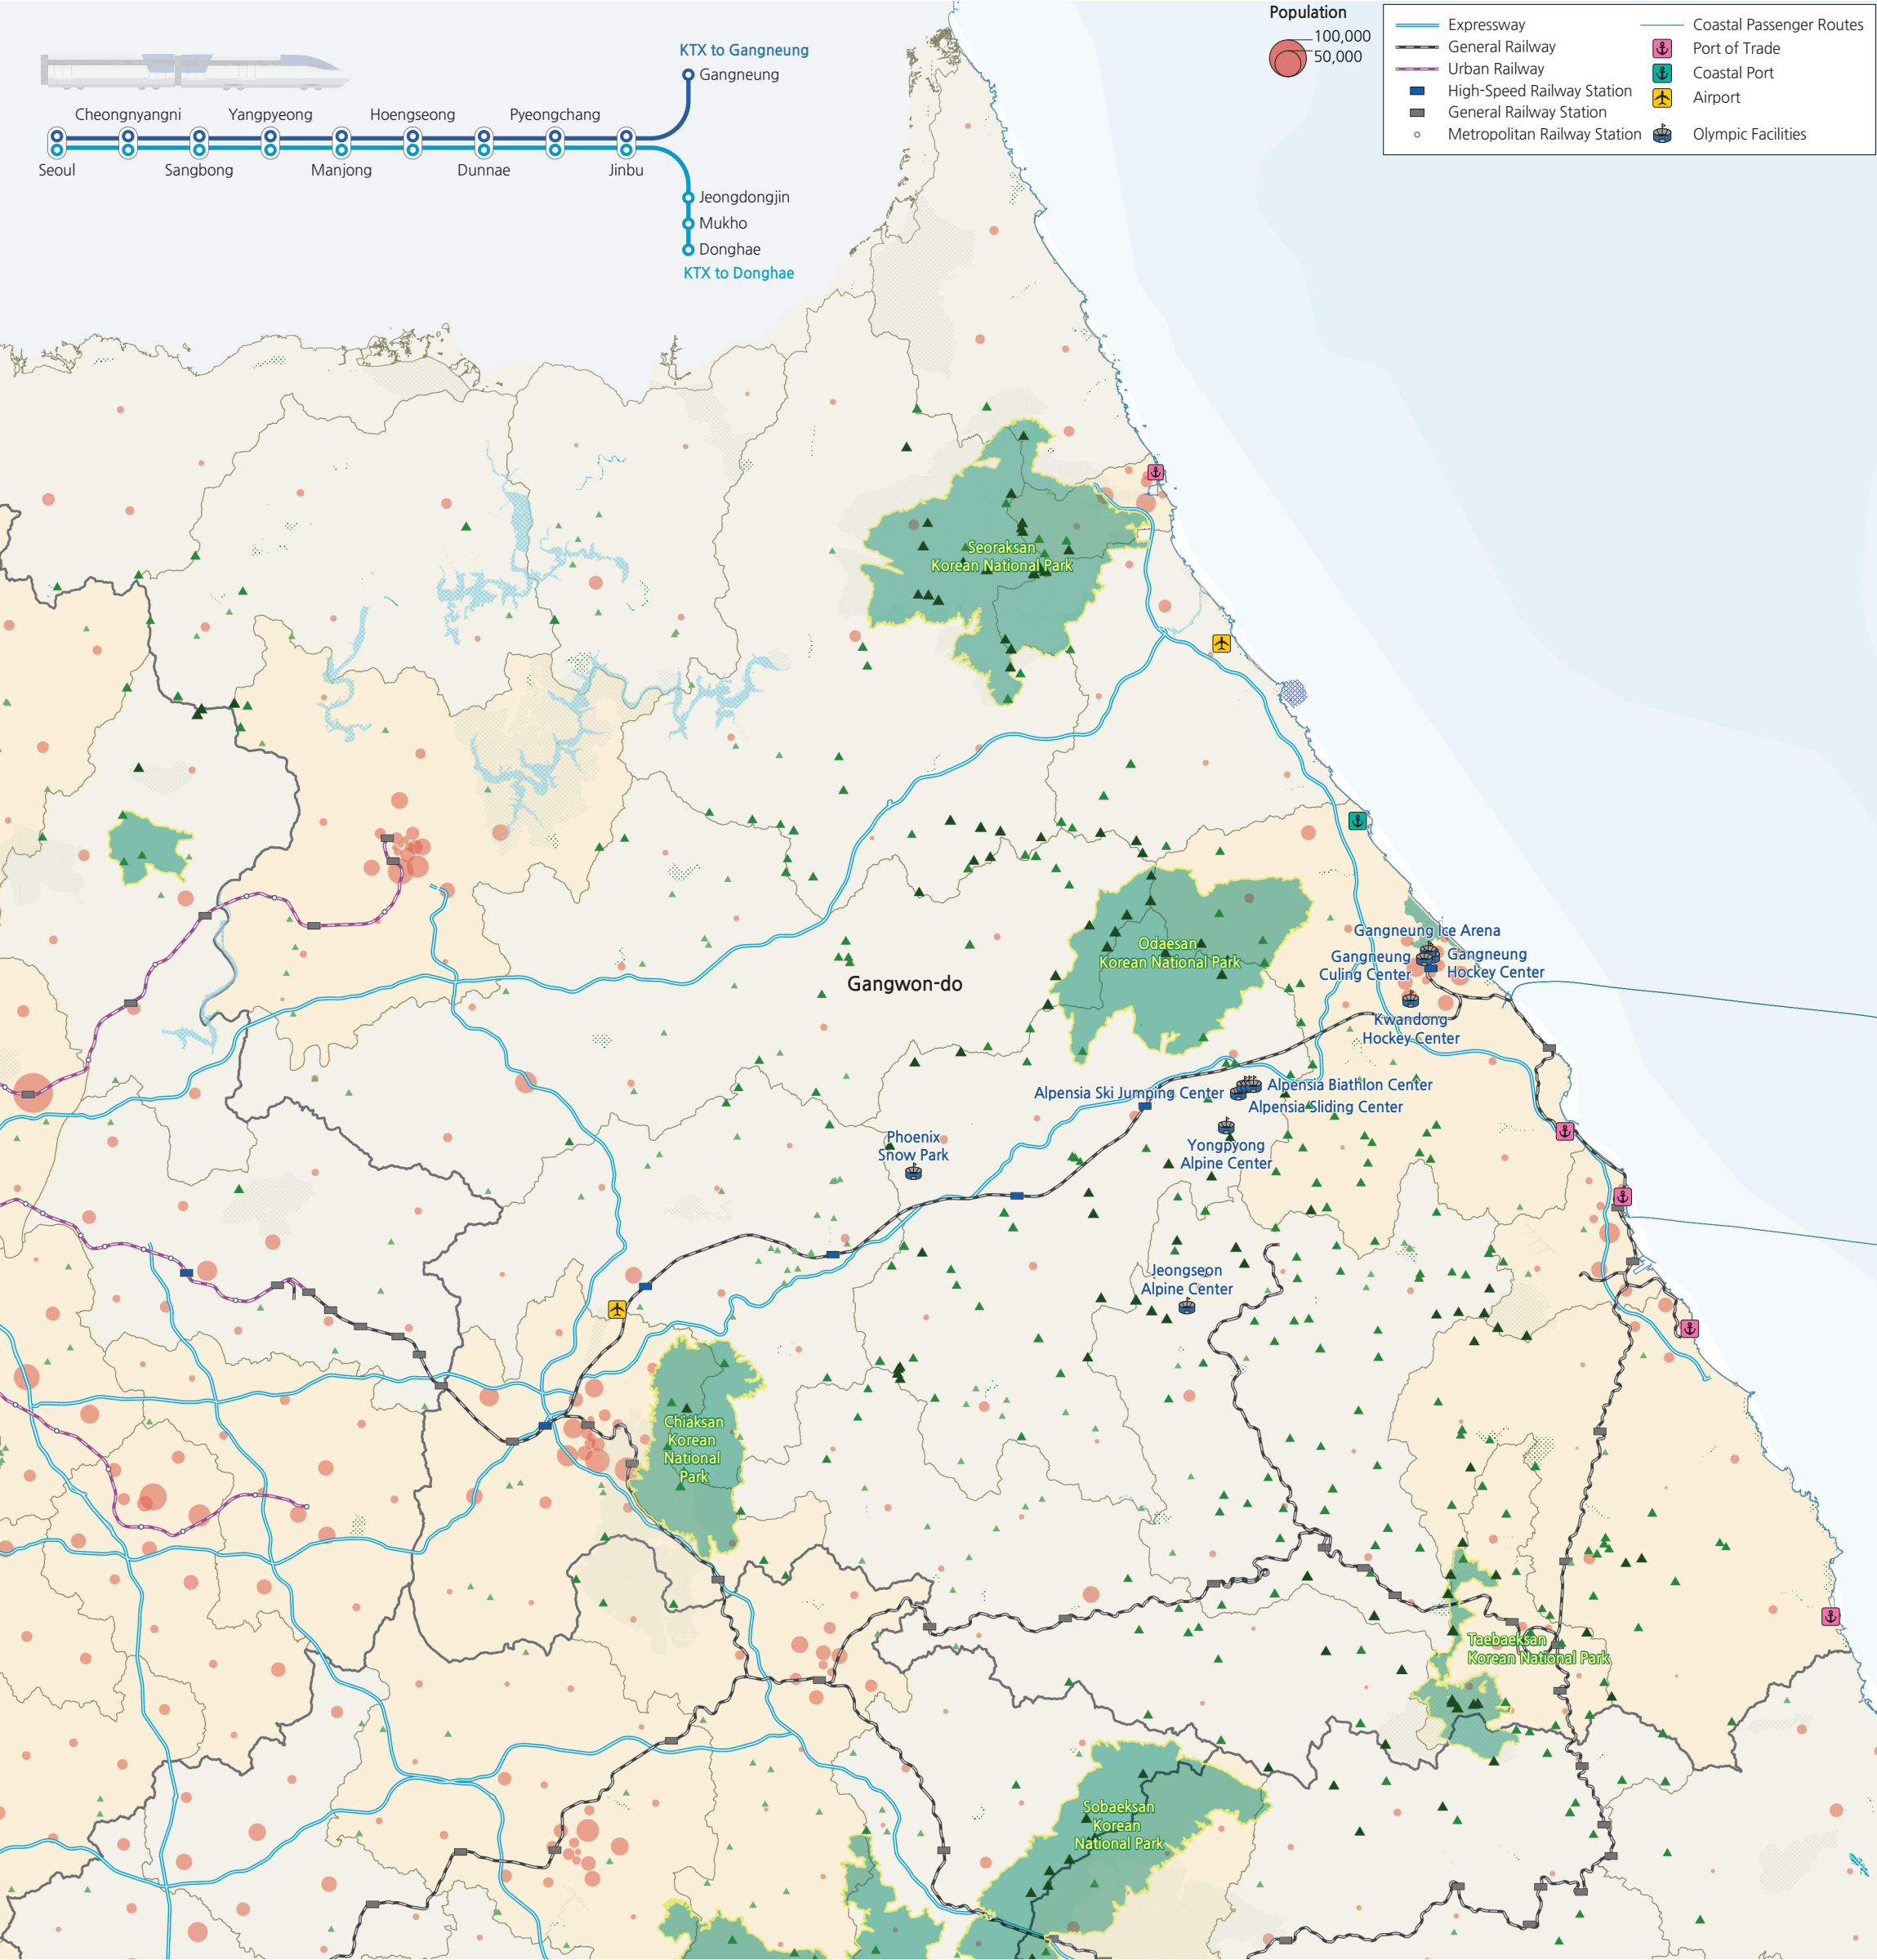 KTX to Gangneung
Gangneung
Cheongnyangni
Yangpyeong
Hoengseong
Pyeongchang
Seoul
Sangbong
Manjong
Dunnae
Jinbu
Jeongdongjin
Mukho
Donghae
KTX to Donghae
Population
100,000
50,000
Expressway
General Railway
Urban Railway
High-Speed Railway Station
General Railway Station
Metropolitan Railway Station
Coastal Passenger Routes
Port of Trade
Coastal Port
Airport
Olympic Facilities
Seoraksan
Korean National Park
Odaesan
Korean National Park
Gangwon-do
Gangneung Ice Arena
Gangneung
Culing Center
Gangneung
Hockey Center
Kwandong
Hockey Center
Alpensia Ski Jumping Center
Alpensia Biathlon Center
Alpensia Sliding Center
Yongpyong
Alpine Center
Phoenix
Snow Park
Jeongseon
Alpine Center
Chiaksan
Korean
National
Park
Taebaeksan
Korean National Park
Sobaeksan
Korean
National Park